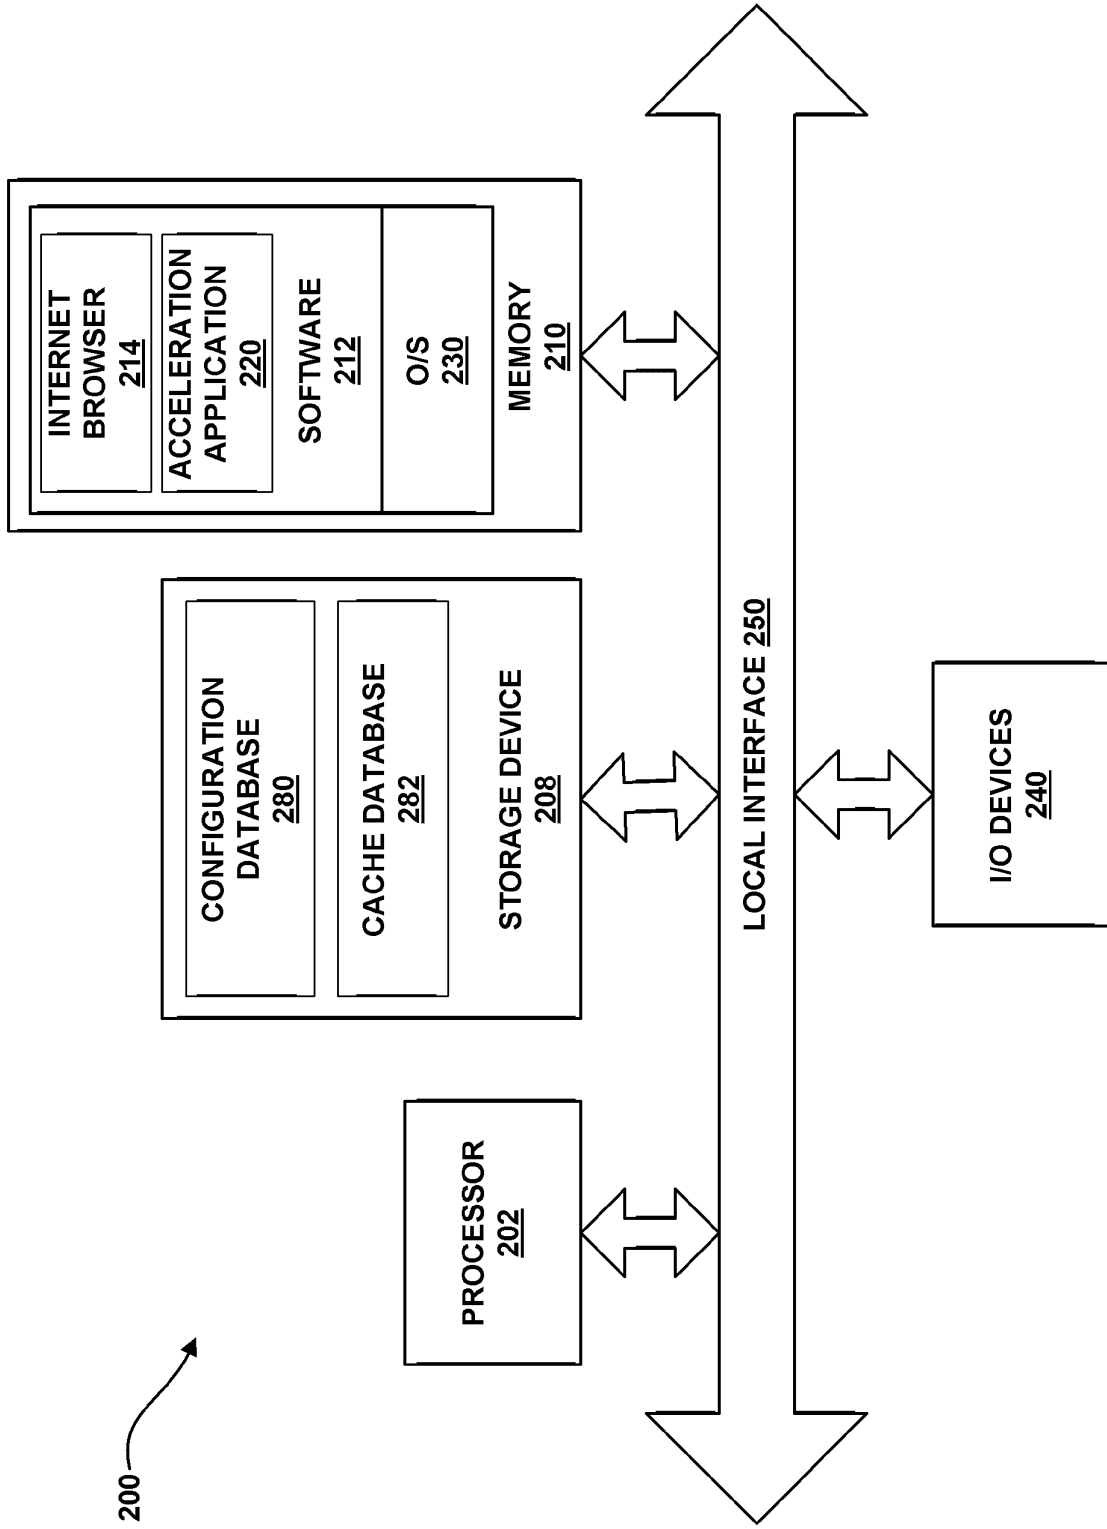 200
PROCESSOR
202
CONFIGURATION
DATABASE
280
CACHE DATABASE
282
STORAGE DEVICE
208
INTERNET
BROWSER
214
ACCELERATION
APPLICATION
220
SOFTWARE
212
O/S
230
MEMORY
210
LOCAL INTERFACE 250
I/O DEVICES
240